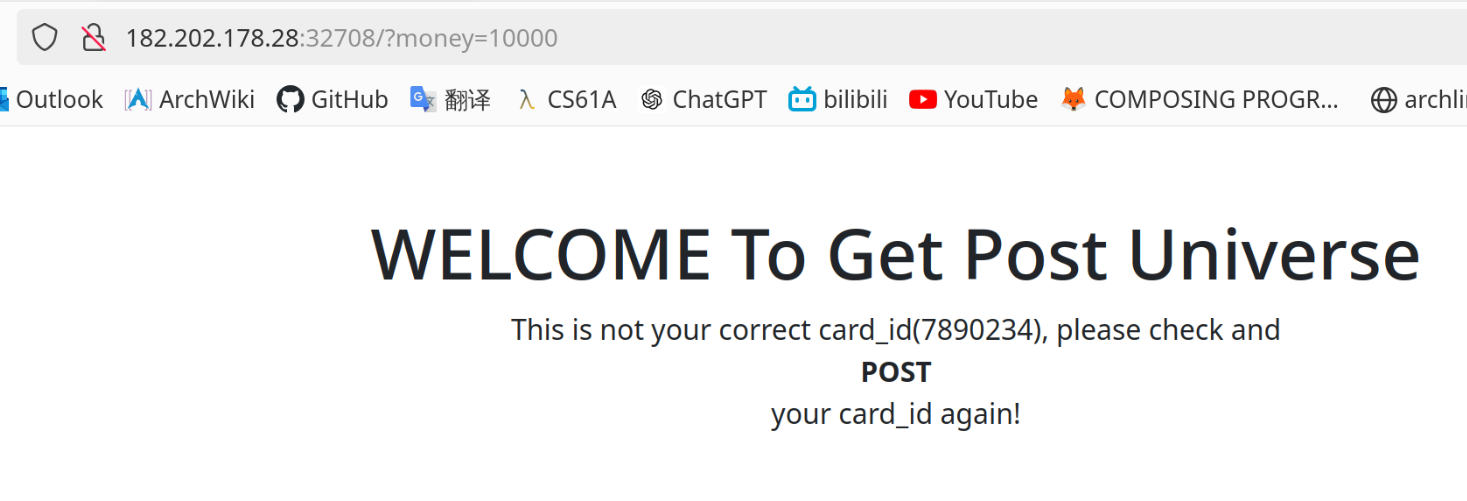 182.202.178.28:32708/?money=10000
Outlook ArchWiki GitHub 翻译 CS61A ChatGPT bilibili YouTube COMPOSING PROGR... archli
WELCOME To Get Post Universe
This is not your correct card_id(7890234), please check and
POST
your card_id again!